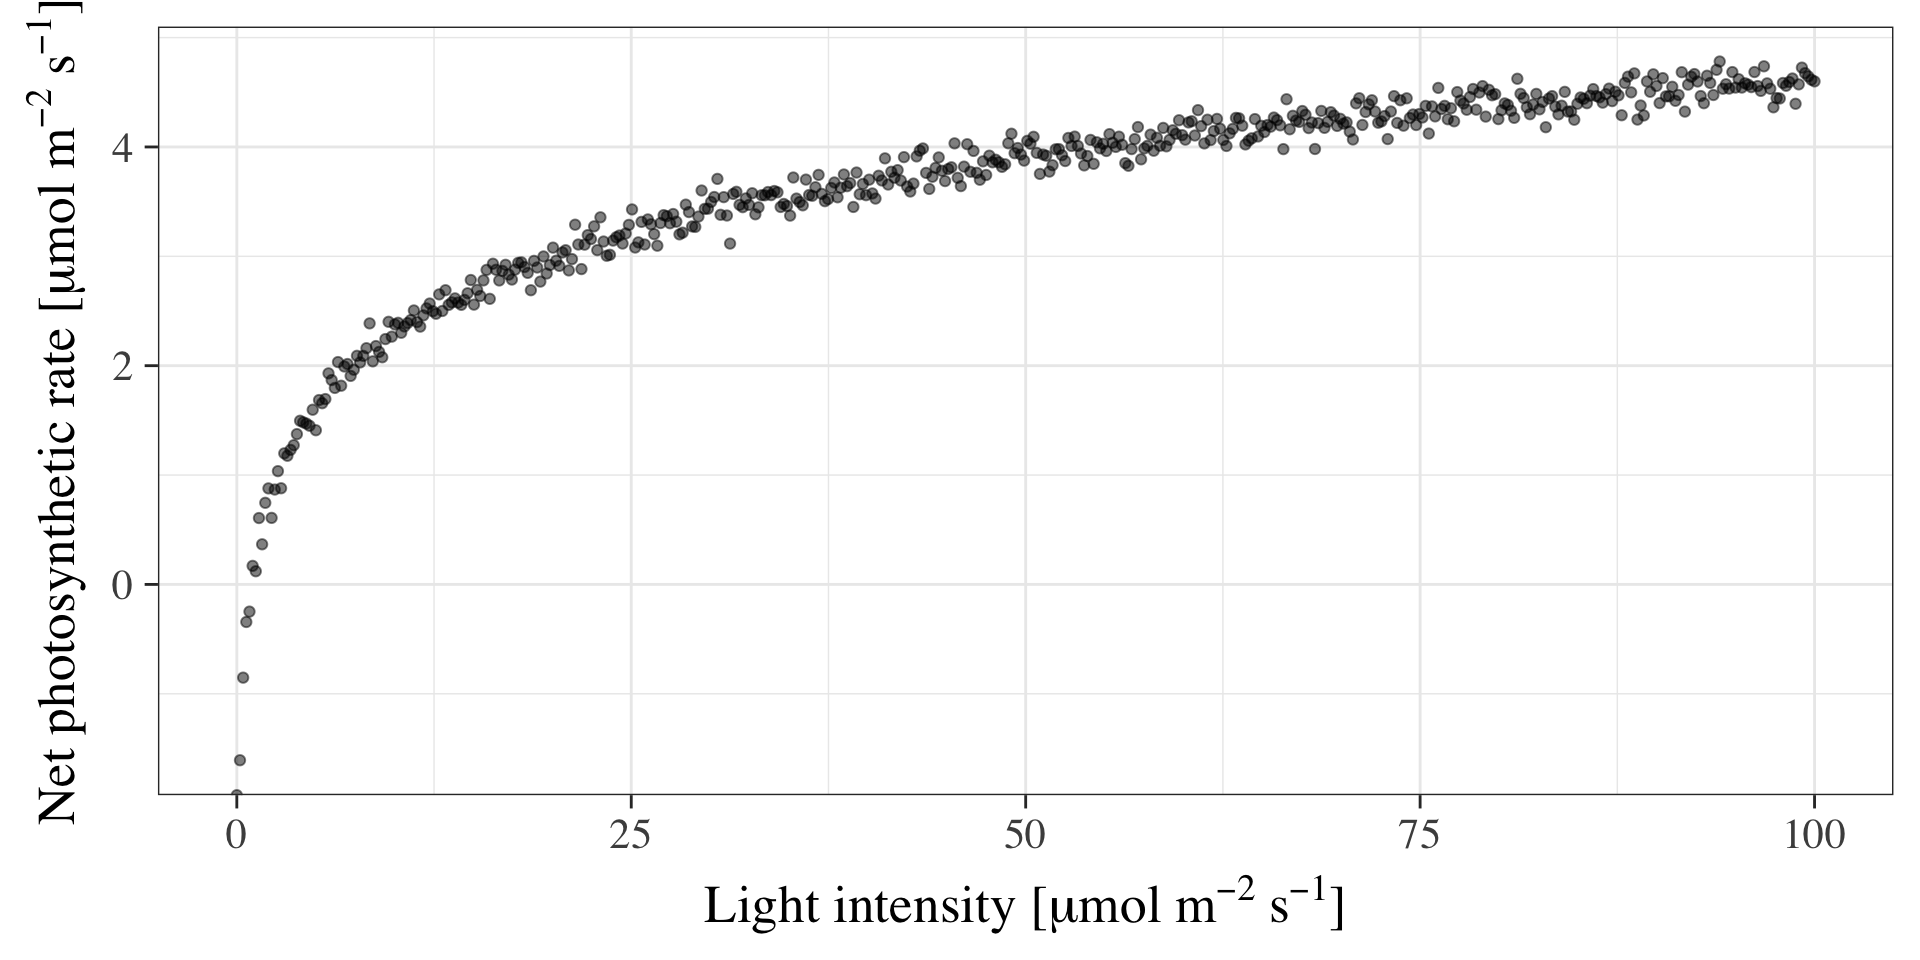 Net photosynthetic rate [μmol m⁻² s⁻¹]
4
2
0
0 25 50 75 100
Light intensity [μmol m⁻² s⁻¹]